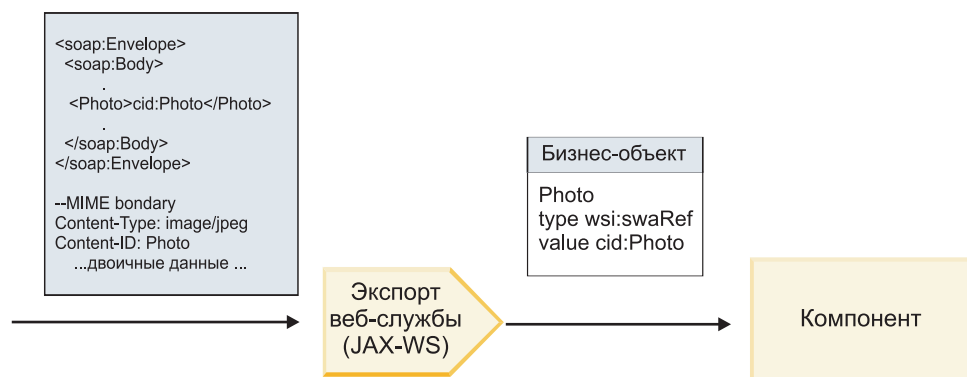 <soap:Envelope>
<soap:Body>
.
<Photo>cid:Photo</Photo>
.
</soap:Body>
</soap:Envelope>
--MIME bondary
Content-Type: image/jpeg
Content-ID: Photo
...двоичные данные ...
Бизнес-объект
Photo
type wsi:swaRef
value cid:Photo
Экспорт
веб-службы
(JAX-WS)
Компонент